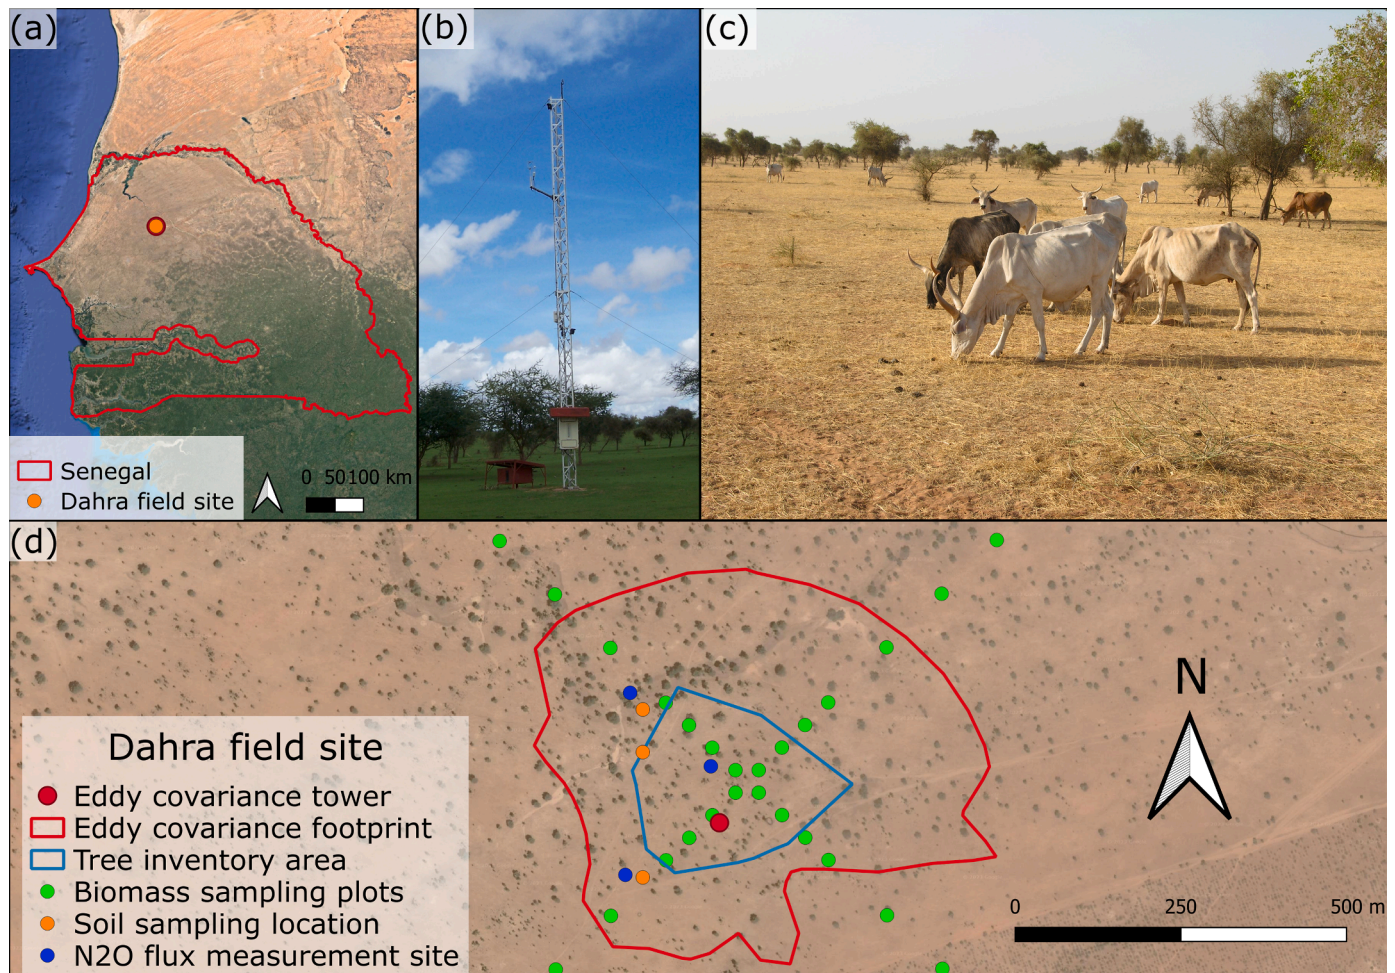 (a)
(b)
(c)
Senegal
Dahra field site
0 50100 km
(d)
N
Dahra field site
Eddy covariance tower
Eddy covariance footprint
Tree inventory area
Biomass sampling plots
Soil sampling location
N2O flux measurement site
0 250 500 m